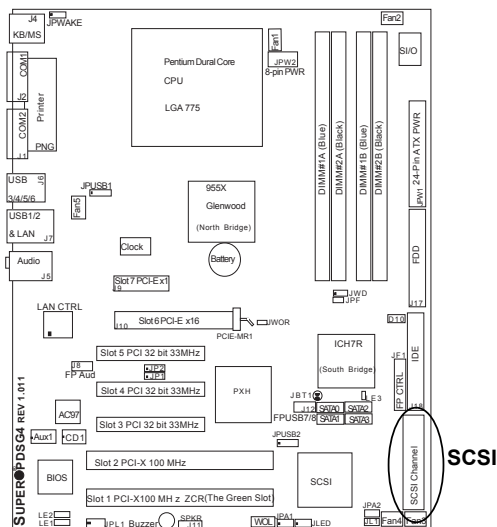 J4
KB/MS
JPWAKE
Fan2
Fan1
JPW2
8-pin PWR
SI/O
Pentium Dural Core
CPU
LGA 775
COM1
J3
J2
Printer
COM2
J1
PNG
DIMM#1A (Blue)
DIMM#2A (Black)
DIMM#1B (Blue)
DIMM#2B (Black)
24-Pin ATX PWR
JPW1
USB
J6
3/4/5/6
JPUSB1
Fan5
USB1/2
& LAN
J7
955X
Glenwood
(North Bridge)
Clock
Battery
Audio
J5
Slot 7 PCI-E x1
J9
FDD
J17
JWD
JPF
D10
LAN CTRL
Slot 6 PCI-E x16
J10
PCIE-MR1
JWOR
Slot 5 PCI 32 bit 33MHz
J8
FP Aud
JP2
JP1
Slot 4 PCI 32 bit 33MHz
PXH
ICH7R
(South Bridge)
JF1
IDE
J18
FP CTRL
JBT1
LE3
J12
SATA0
SATA2
FPUSB7/8
SATA1
SATA3
AC97
Slot 3 PCI 32 bit 33MHz
Aux1
CD1
JPUSB2
Slot 2 PCI-X 100 MHz
BIOS
SCSI
SCSI Channel
SCSI
Slot 1 PCI-X100 MH z ZCR(The Green Slot)
SUPER PDSG4 REV 1.011
LE2
LE1
JPL1
Buzzer
SPKR
J11
WOL
JPA1
JLED
JPA2
JL1
Fan4
Fan3